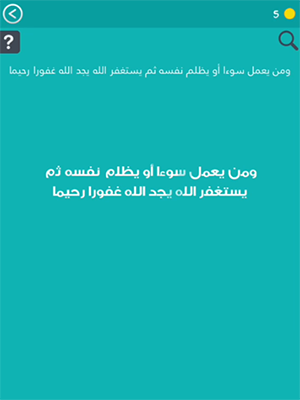 5
?
ومن يعمل سوءا أو يظلم نفسه ثم يستغفر الله يجد الله غفورا رحيما
ومن يعمل سوءا أو يظلم نفسه ثم
يستغفر الله يجد الله غفورا رحيما